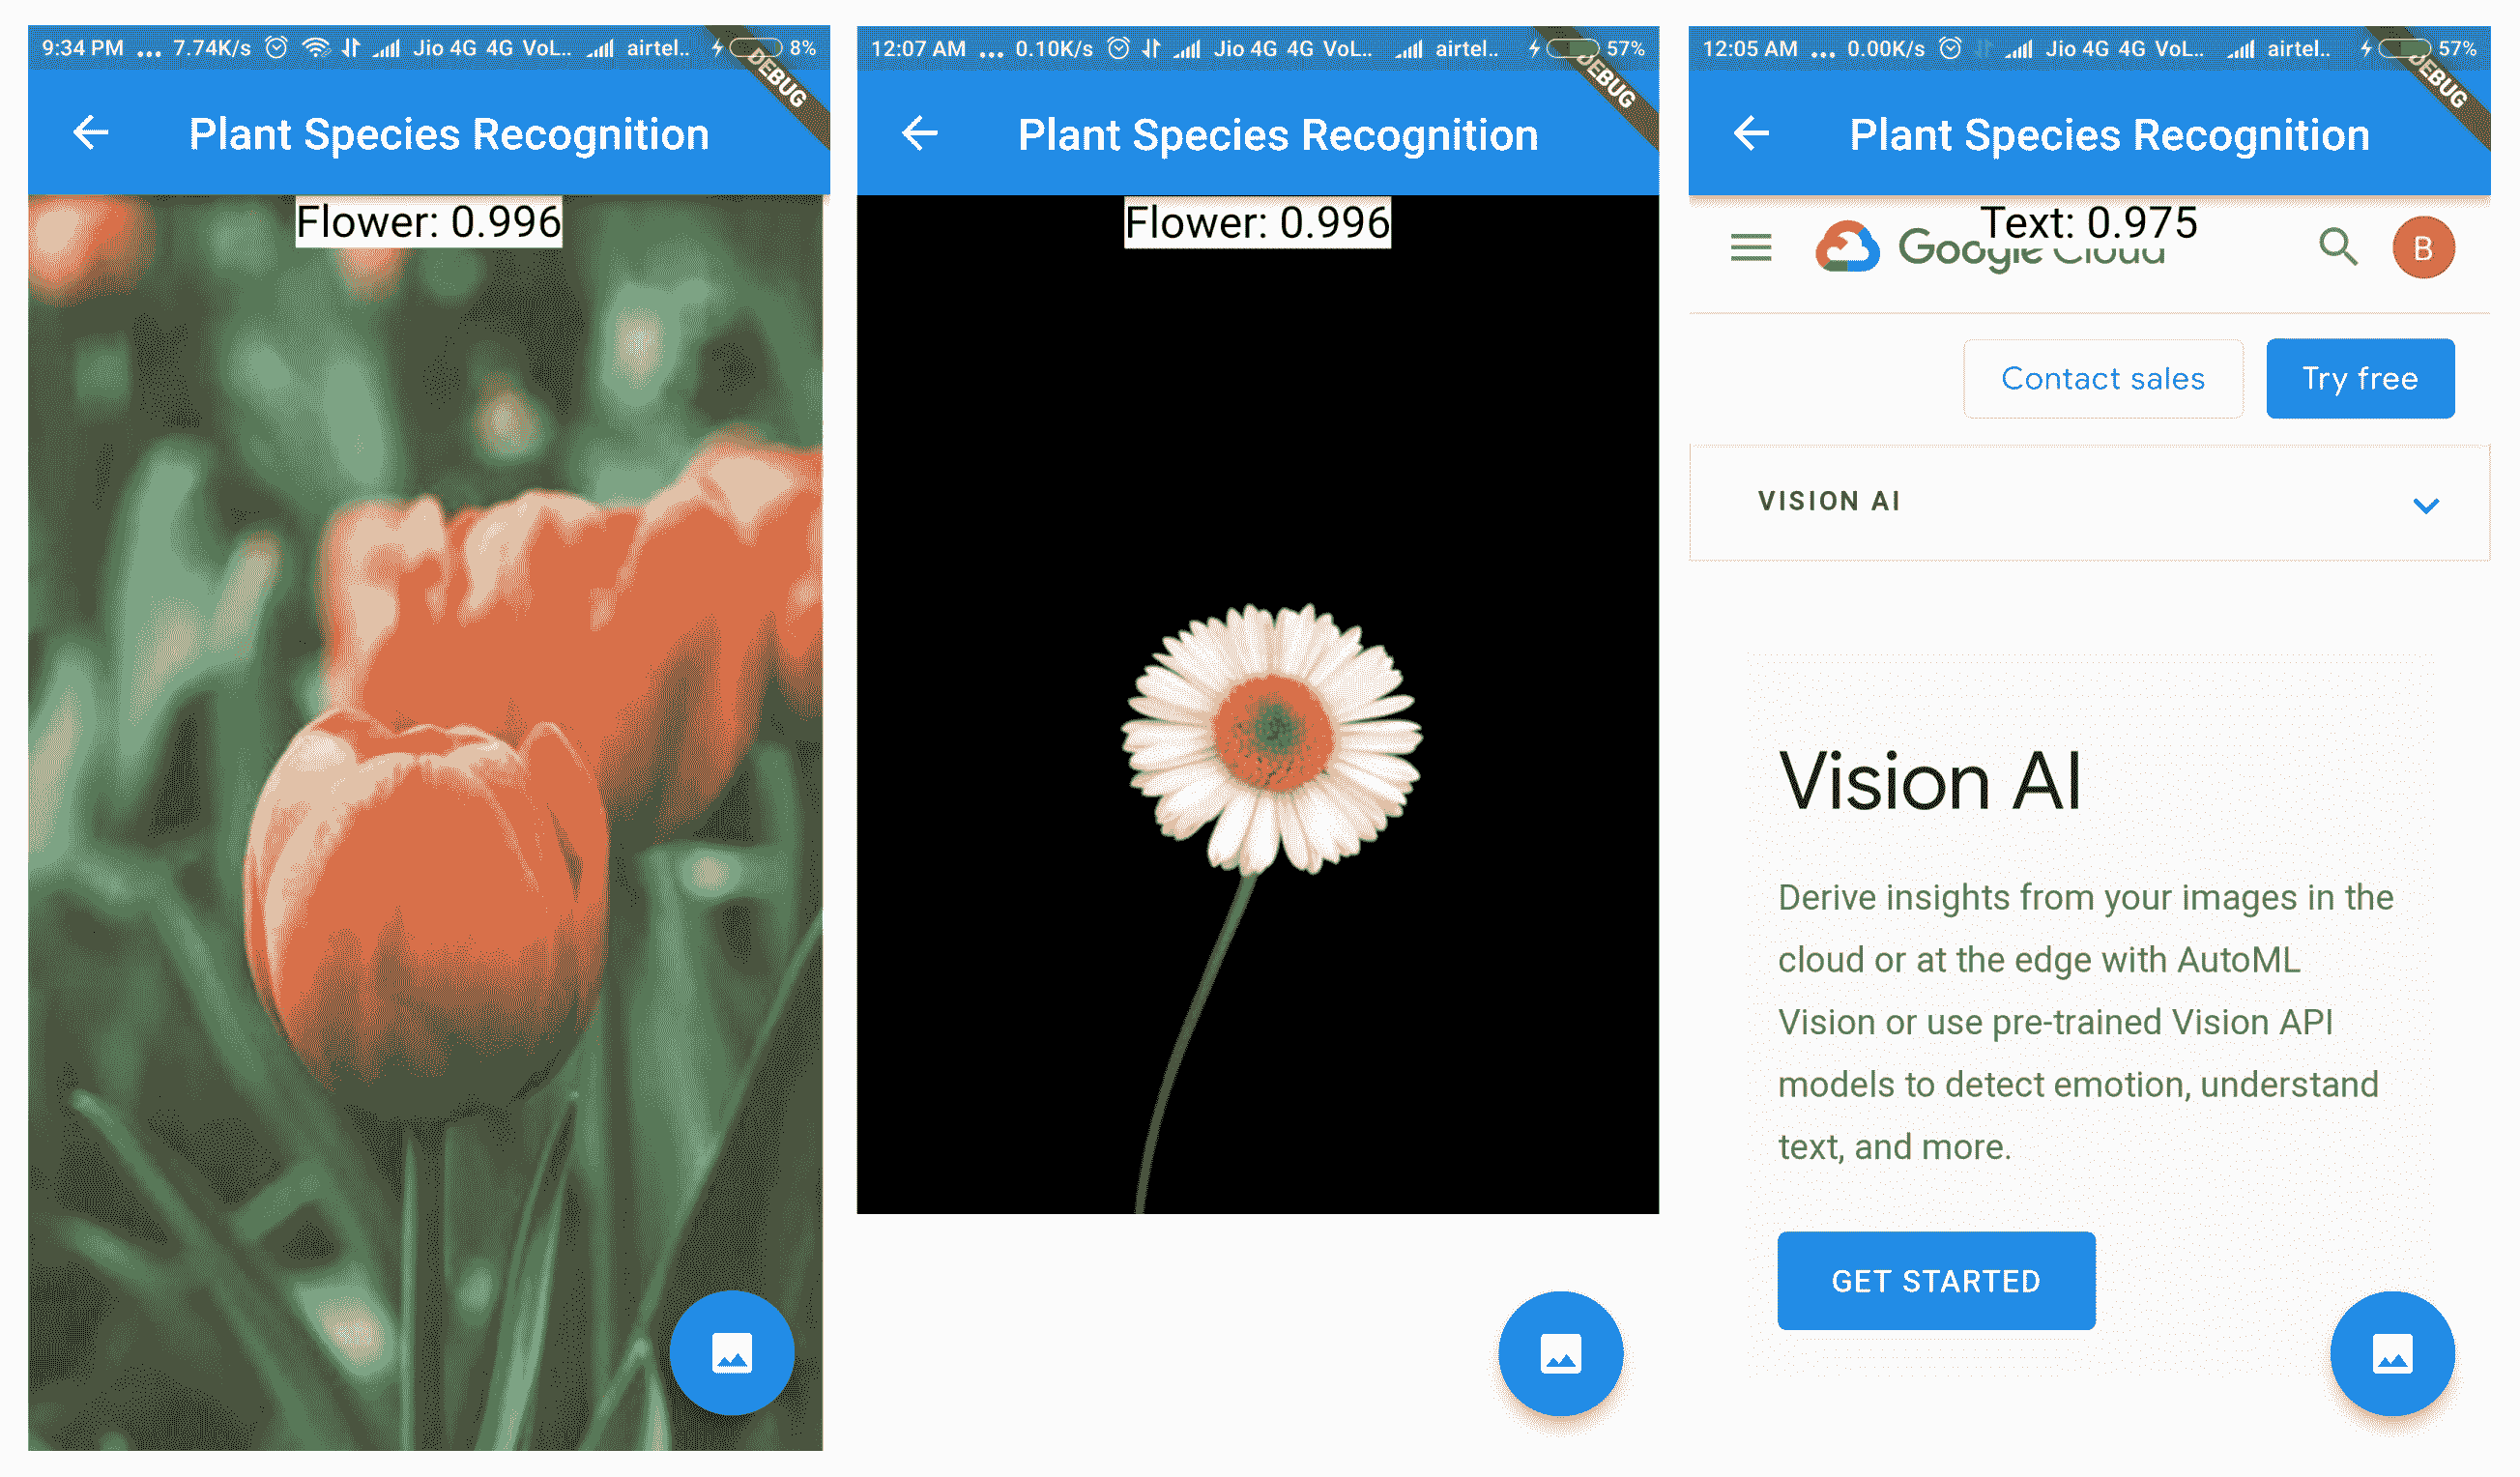 9:34 PM ... 7.74K/s Jio 4G 4G VoL.. airtel.. 8%
DEBUG
Plant Species Recognition
Flower: 0.996
12:07 AM ... 0.10K/s Jio 4G 4G VoL.. airtel.. 57%
DEBUG
Plant Species Recognition
Flower: 0.996
12:05 AM ... 0.00K/s Jio 4G 4G VoL.. airtel.. 57%
DEBUG
Plant Species Recognition
Text: 0.975
Google Cloud
B
Contact sales
Try free
VISION AI
Vision AI
Derive insights from your images in the
cloud or at the edge with AutoML
Vision or use pre-trained Vision API
models to detect emotion, understand
text, and more.
GET STARTED